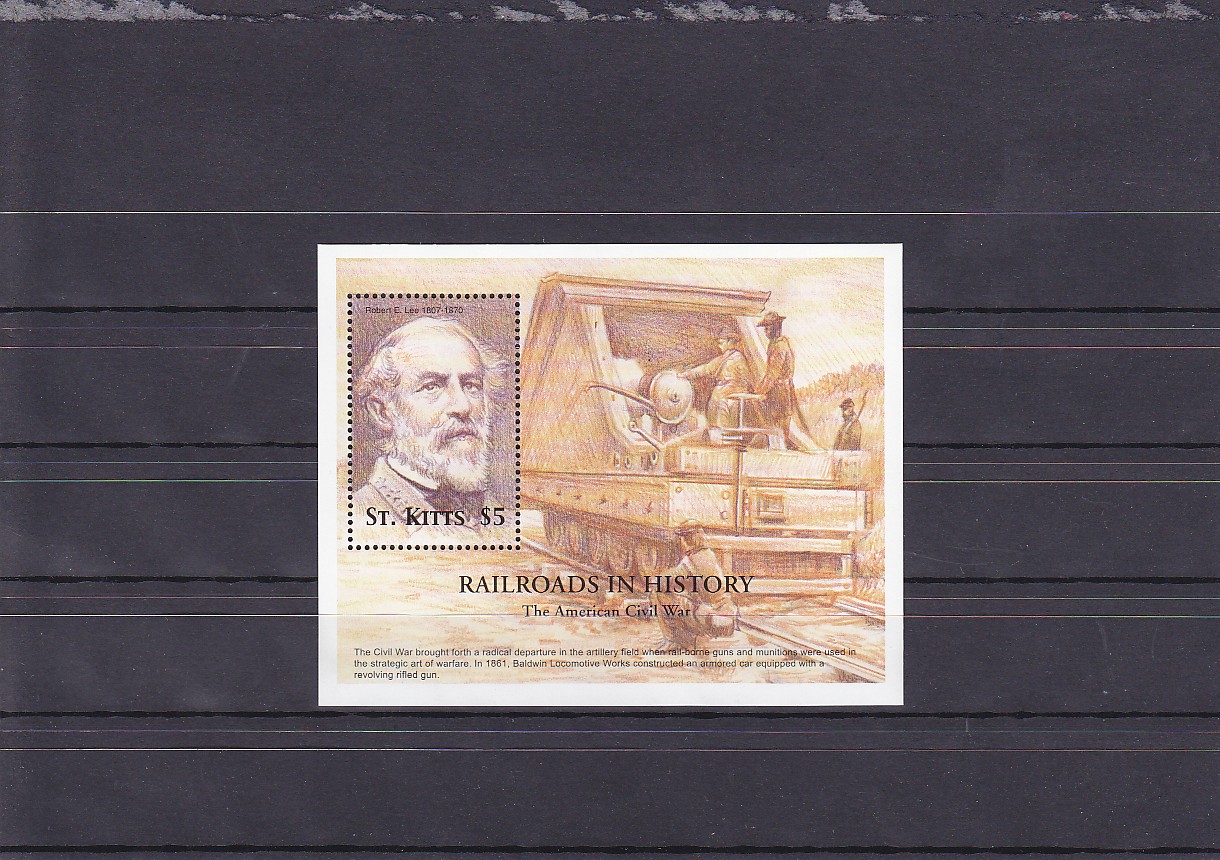 Robert E. Lee 1807-1870
ST. KITTS $5
RAILROADS IN HISTORY
The American Civil War
The Civil War brought forth a radical departure in the artillery field when rail-borne guns and munitions were used in
the strategic art of warfare. In 1861, Baldwin Locomotive Works constructed an armored car equipped with a
revolving rifled gun.